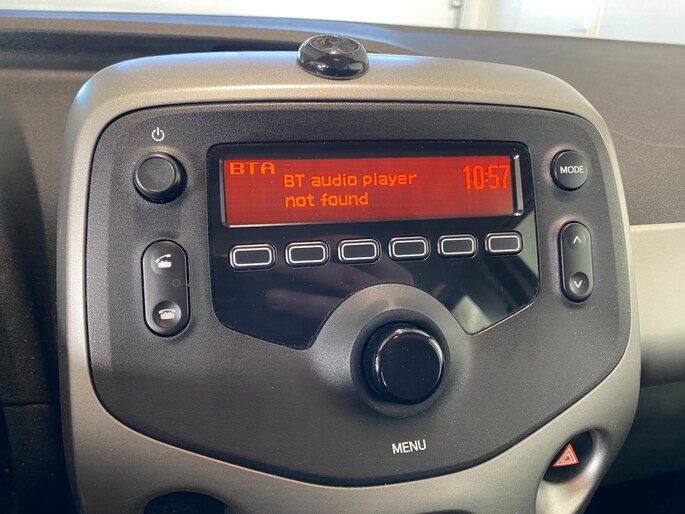 BTA
BT audio player
not found
10:57
MODE
MENU